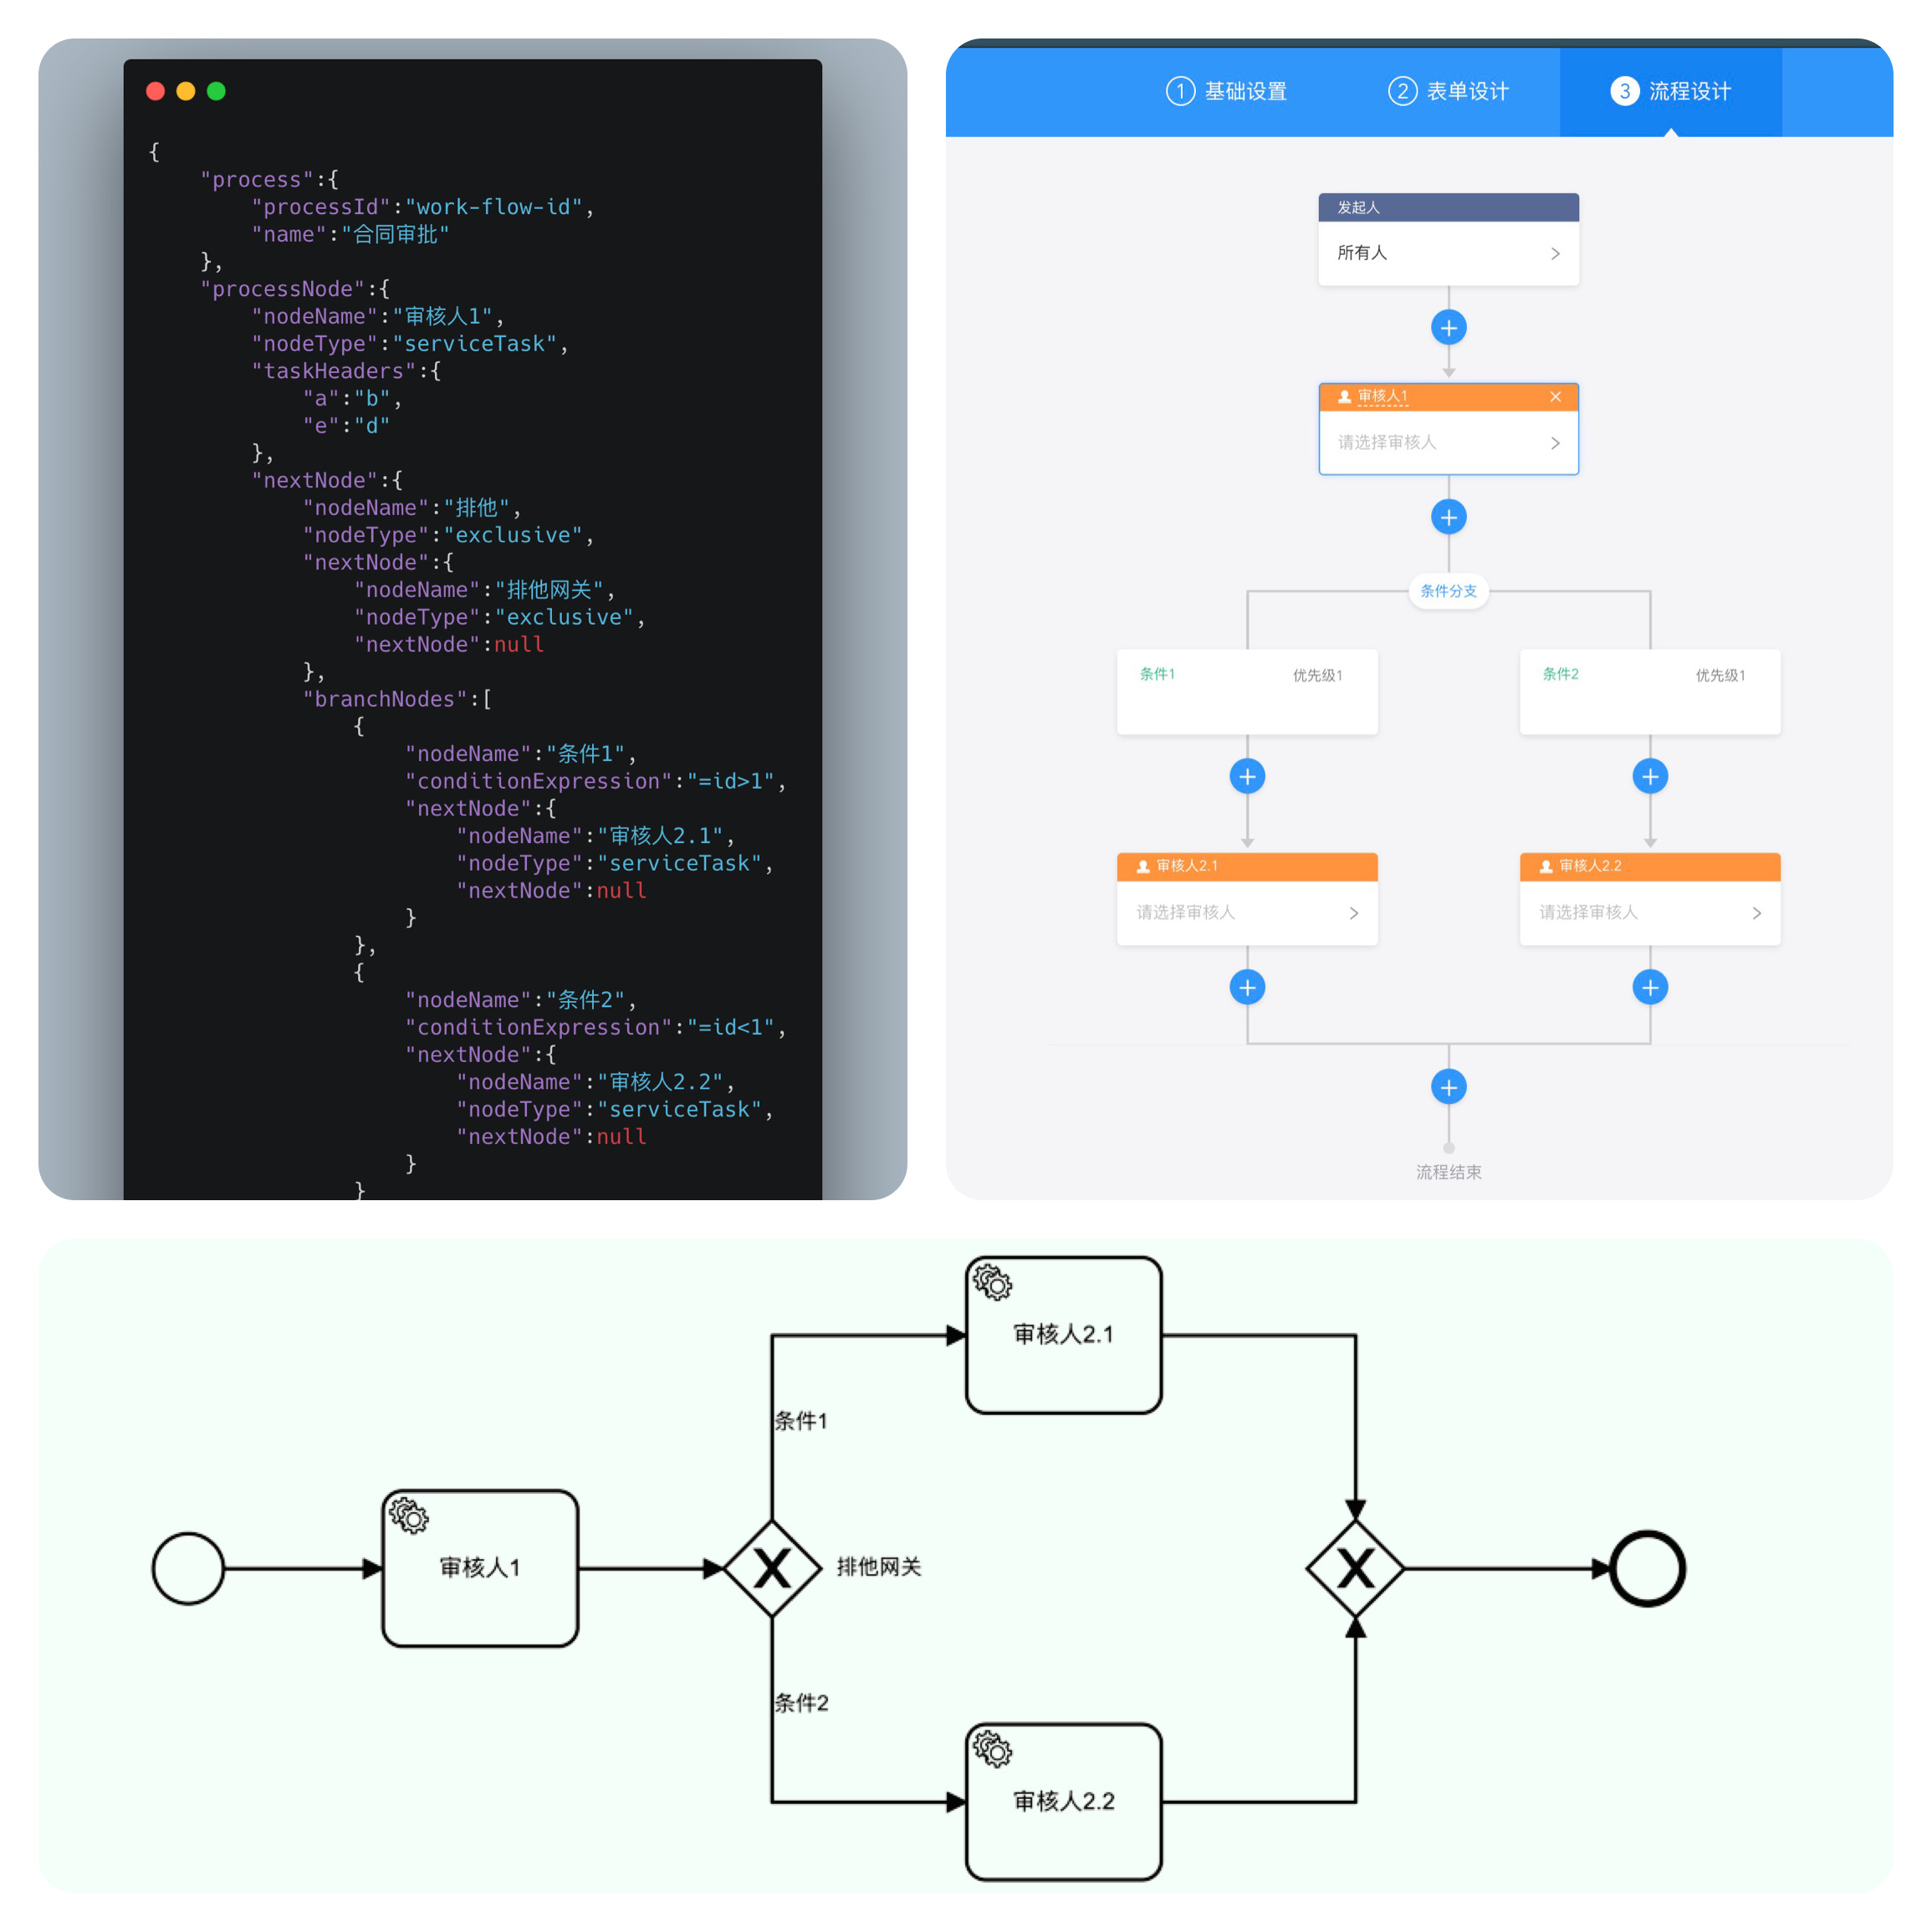 {
"process":{
"processId":"work-flow-id",
"name":"合同审批"
},
"processNode":{
"nodeName":"审核人1",
"nodeType":"serviceTask",
"taskHeaders":{
"a":"b",
"e":"d"
},
"nextNode":{
"nodeName":"排他",
"nodeType":"exclusive",
"nextNode":{
"nodeName":"排他网关",
"nodeType":"exclusive",
"nextNode":null
},
"branchNodes":[
{
"nodeName":"条件1",
"conditionExpression":"=id>1",
"nextNode":{
"nodeName":"审核人2.1",
"nodeType":"serviceTask",
"nextNode":null
}
},
{
"nodeName":"条件2",
"conditionExpression":"=id<1",
"nextNode":{
"nodeName":"审核人2.2",
"nodeType":"serviceTask",
"nextNode":null
}
}
1 基础设置 2 表单设计 3 流程设计
发起人
所有人
审核人1
请选择审核人
条件分支
条件1 优先级1 条件2 优先级1
审核人2.1 审核人2.2
请选择审核人 请选择审核人
流程结束
审核人2.1
条件1
审核人1 排他网关
条件2
审核人2.2